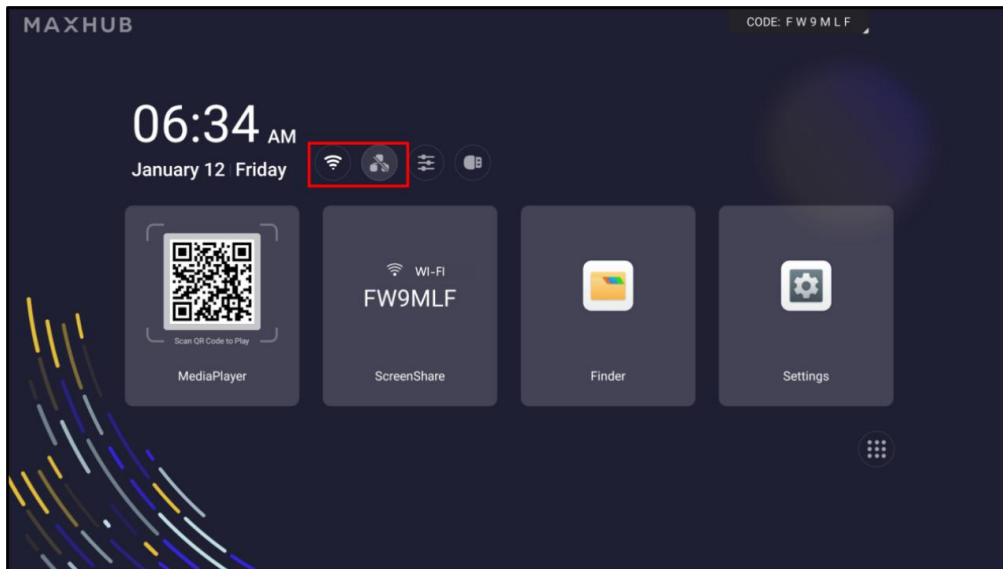 MAXHUB
CODE: F W 9 M L F
06:34 AM
January 12 Friday
Scan QR Code to Play
MediaPlayer
WI-FI
FW9MLF
ScreenShare
Finder
Settings